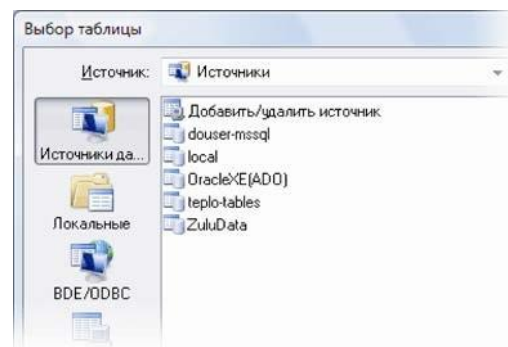 Выбор таблицы
Источник: Источники
Источники да...
Локальные
BDE/ODBC
Добавить/удалить источник
douser-mssql
local
OracleXE(ADO)
teplo-tables
ZuluData